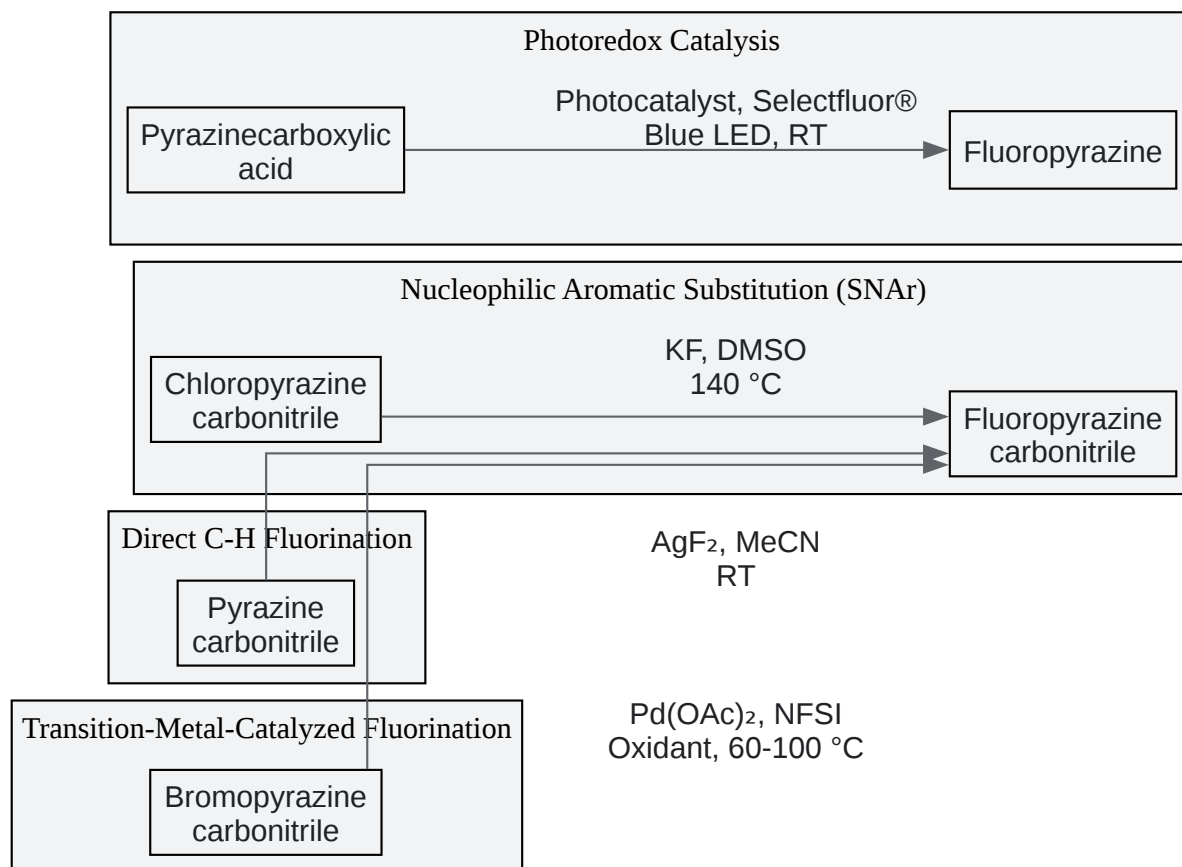 Photoredox Catalysis
Photocatalyst, Selectfluor®
Blue LED, RT
Pyrazinecarboxylic
acid
Fluoropyrazine
Nucleophilic Aromatic Substitution (SNAr)
KF, DMSO
140 °C
Chloropyrazine
carbonitrile
Fluoropyrazine
carbonitrile
Direct C-H Fluorination
AgF₂, MeCN
RT
Pyrazine
carbonitrile
Transition-Metal-Catalyzed Fluorination
Pd(OAc)₂, NFSI
Oxidant, 60-100 °C
Bromopyrazine
carbonitrile